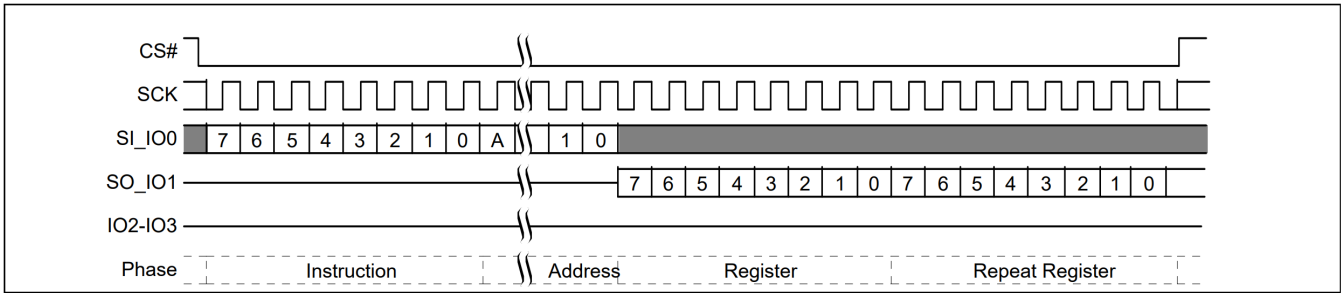 CS#
SCK
SI_IO0 7 6 5 4 3 2 1 0 A 1 0
SO_IO1 7 6 5 4 3 2 1 0 7 6 5 4 3 2 1 0
IO2-IO3
Phase Instruction Address Register Repeat Register